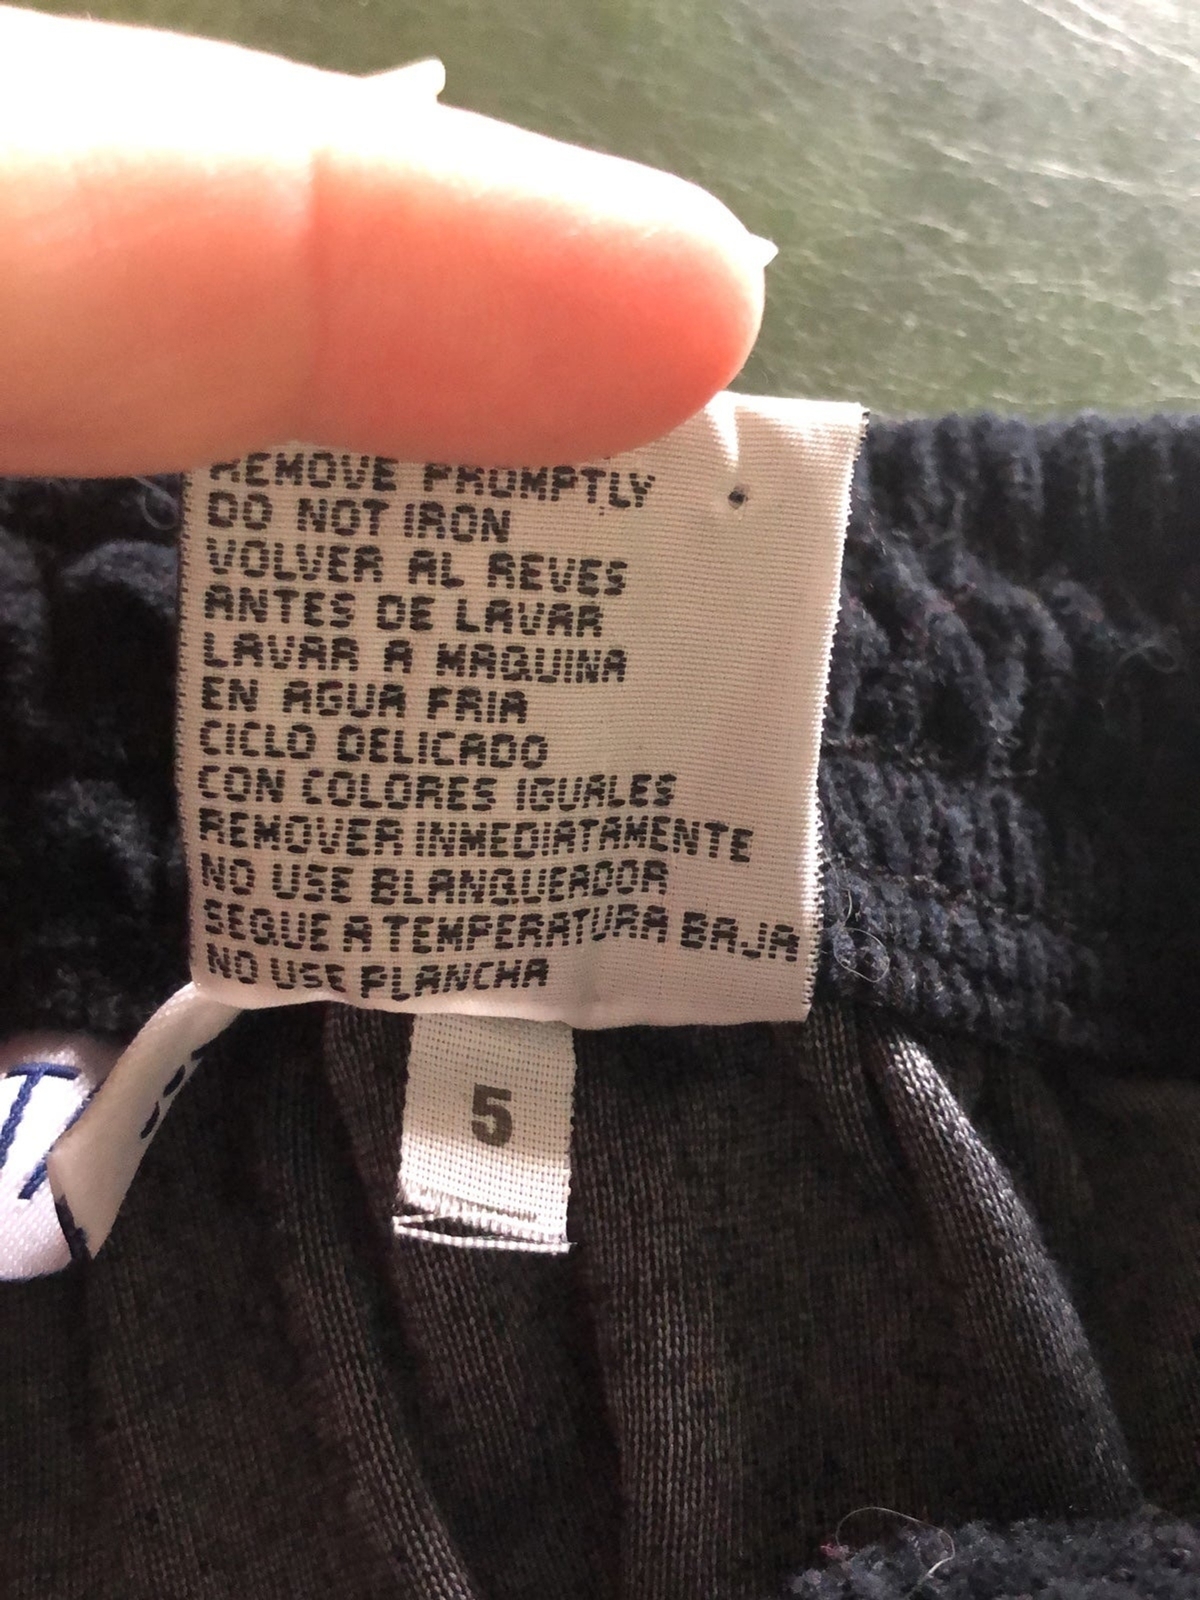 REMOVE PROMPTLY
DO NOT IRON
VOLVER AL REVES
ANTES DE LAVAR
LAVAR A MAQUINA
EN AGUA FRIA
CICLO DELICADO
CON COLORES IGUALES
REMOVER INMEDIATAMENTE
NO USE BLANQUEADOR
SEQUE A TEMPERATURA BAJA
NO USE PLANCHA
5